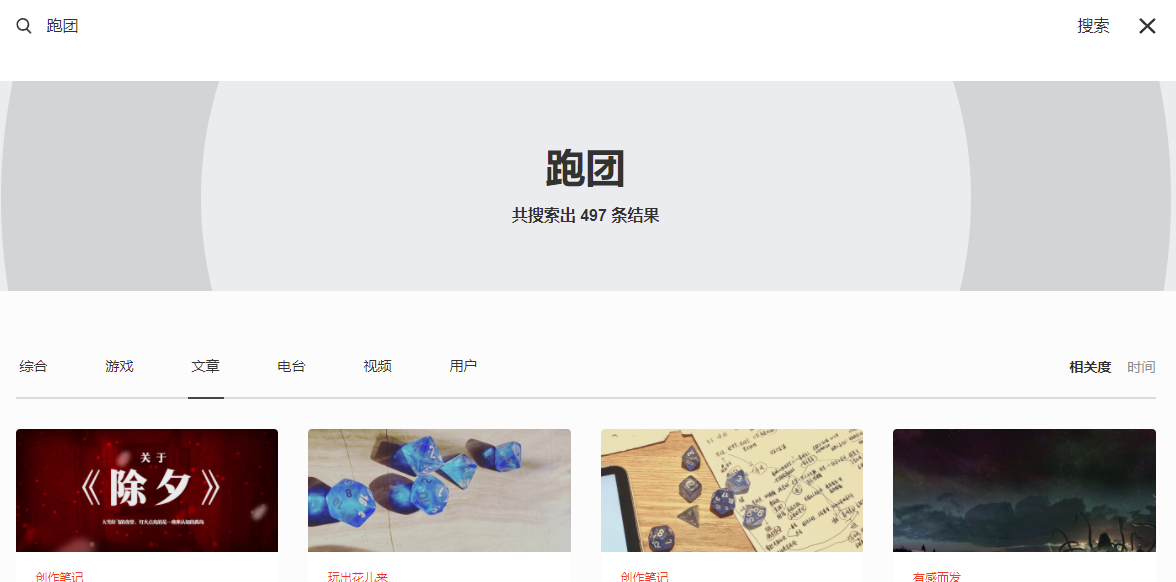 跑团
搜索
跑团
共搜索出 497 条结果
综合 游戏 文章 电台 视频 用户
相关度 时间
关于
《除夕》
创作笔记
玩出花儿来
创作笔记
有感而发